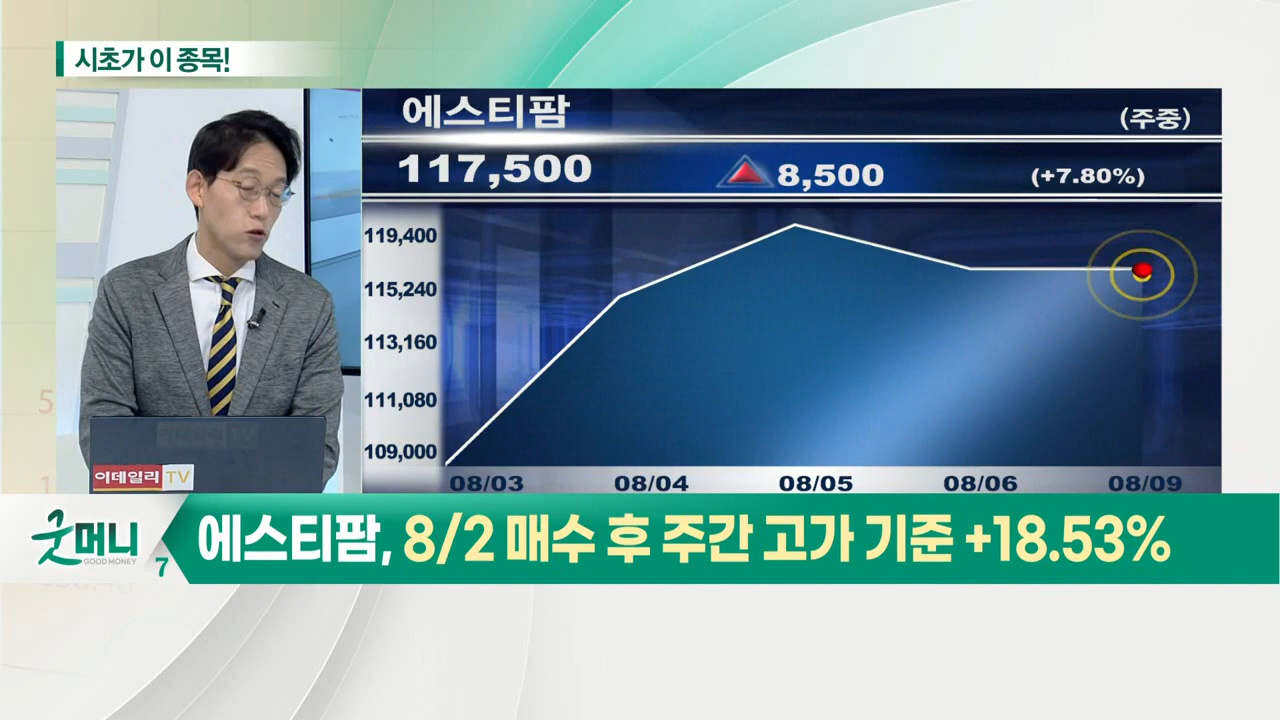 시초가 이 종목!
에스티팜
(주중)
117,500
8,500
(+7.80%)
119,400
115,240
113,160
111,080
109,000
08/03
08/04
08/05
08/06
08/09
이데일리 TV
굿머니
GOOD MONEY
7
에스티팜, 8/2 매수 후 주간 고가 기준 +18.53%